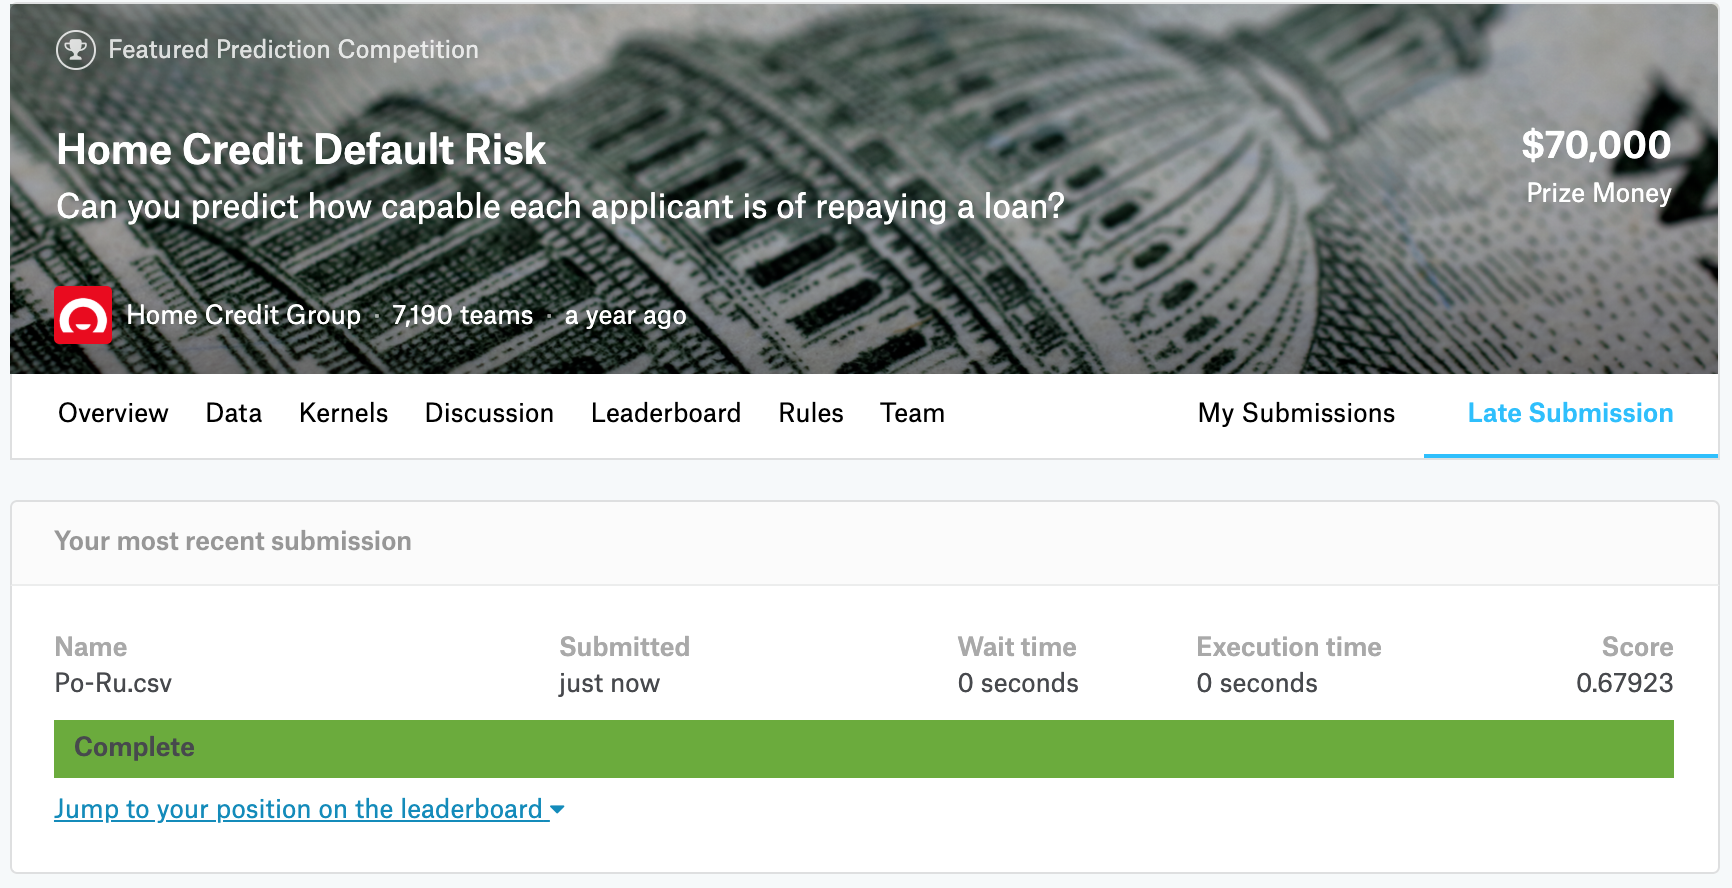 Featured Prediction Competition
Home Credit Default Risk
$70,000
Can you predict how capable each applicant is of repaying a loan?
Prize Money
Home Credit Group · 7,190 teams · a year ago
Overview Data Kernels Discussion Leaderboard Rules Team My Submissions Late Submission
Your most recent submission
Name Submitted Wait time Execution time Score
Po-Ru.csv just now 0 seconds 0 seconds 0.67923
Complete
Jump to your position on the leaderboard